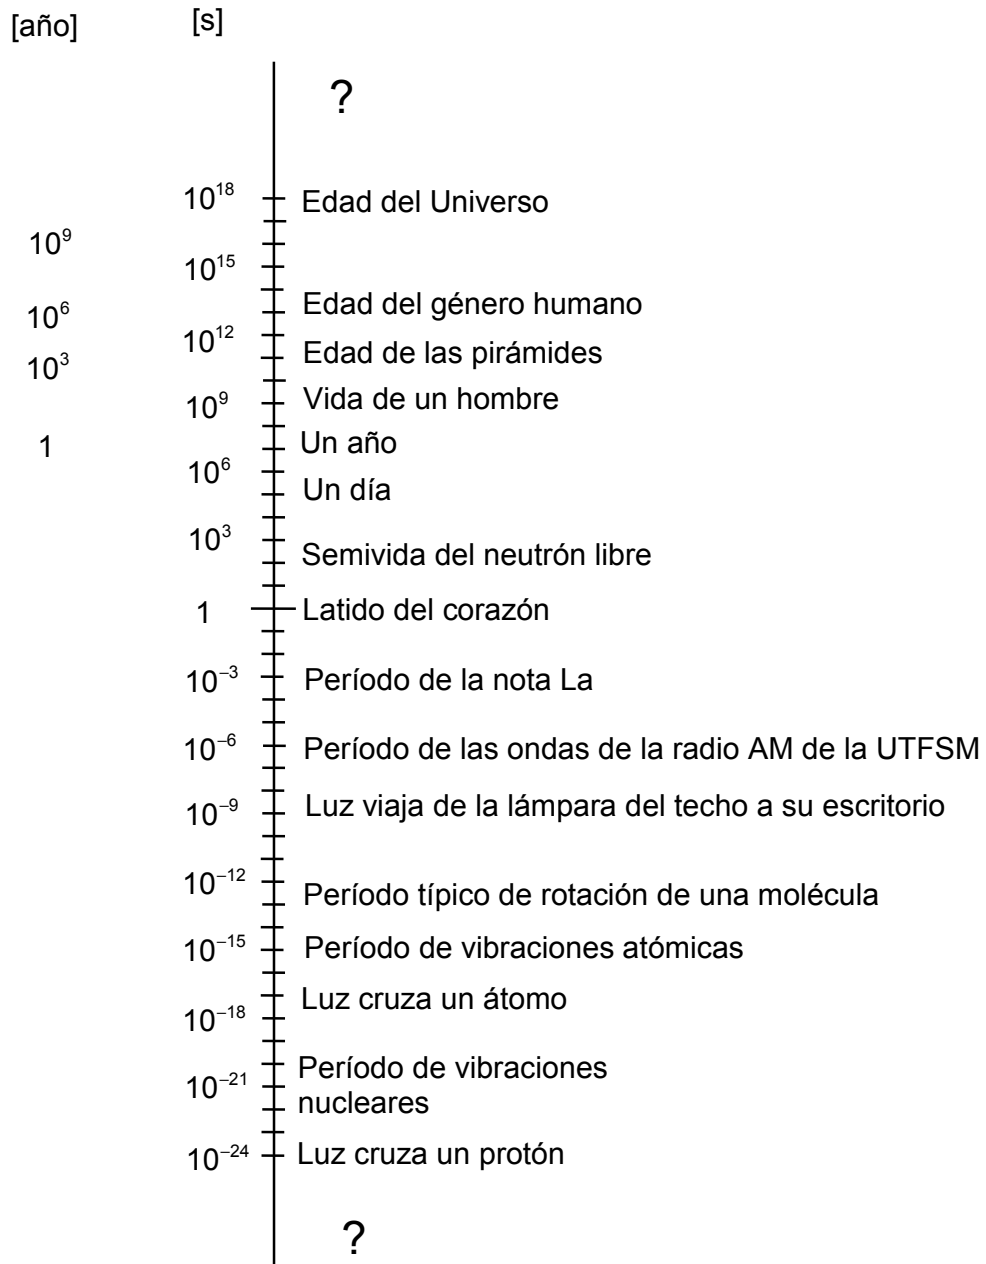 [año] [s]
?
10¹⁸ Edad del Universo
10⁹
10¹⁵
10⁶ Edad del género humano
10¹² Edad de las pirámides
10³
10⁹ Vida de un hombre
1 Un año
10⁶
Un día
10³
Semivida del neutrón libre
1 Latido del corazón
10⁻³ Período de la nota La
10⁻⁶ Período de las ondas de la radio AM de la UTFSM
10⁻⁹ Luz viaja de la lámpara del techo a su escritorio
10⁻¹² Período típico de rotación de una molécula
10⁻¹⁵ Período de vibraciones atómicas
Luz cruza un átomo
10⁻¹⁸
Período de vibraciones
10⁻²¹ nucleares
10⁻²⁴ Luz cruza un protón
?